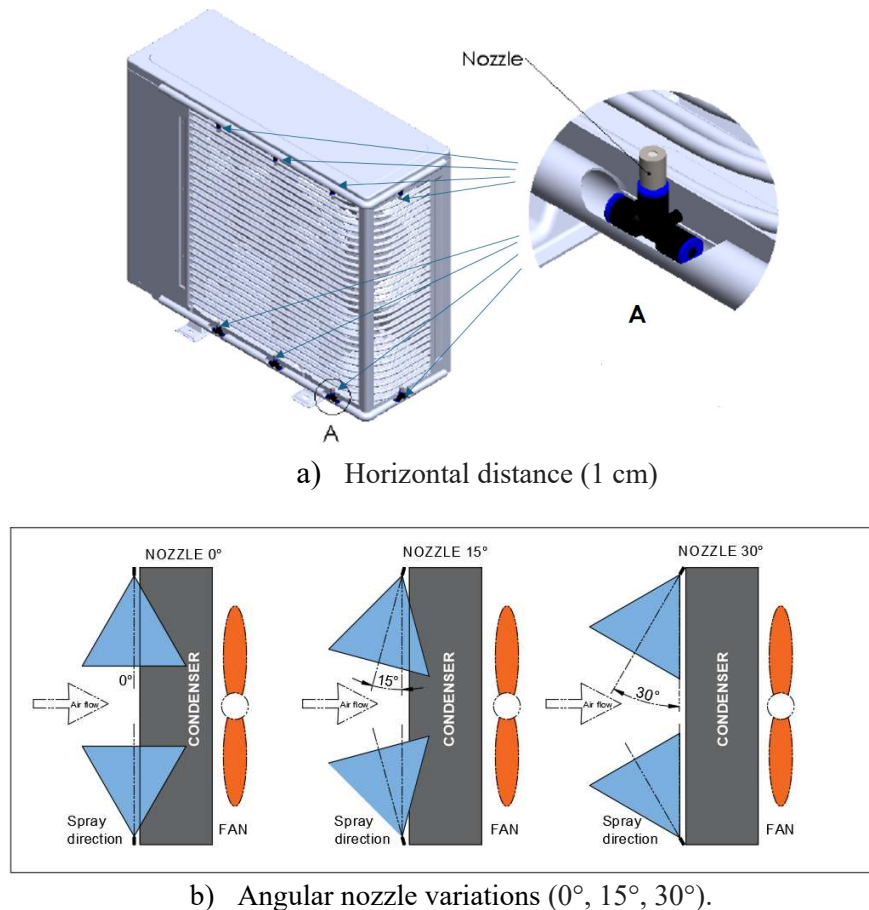 Nozzle
A
A
a) Horizontal distance (1 cm)
NOZZLE 0°
NOZZLE 15°
NOZZLE 30°
CONDENSER
CONDENSER
CONDENSER
0°
15°
30°
Air flow
Air flow
Air flow
Spray
direction
FAN
Spray
direction
FAN
Spray
direction
FAN
b) Angular nozzle variations (0°, 15°, 30°).